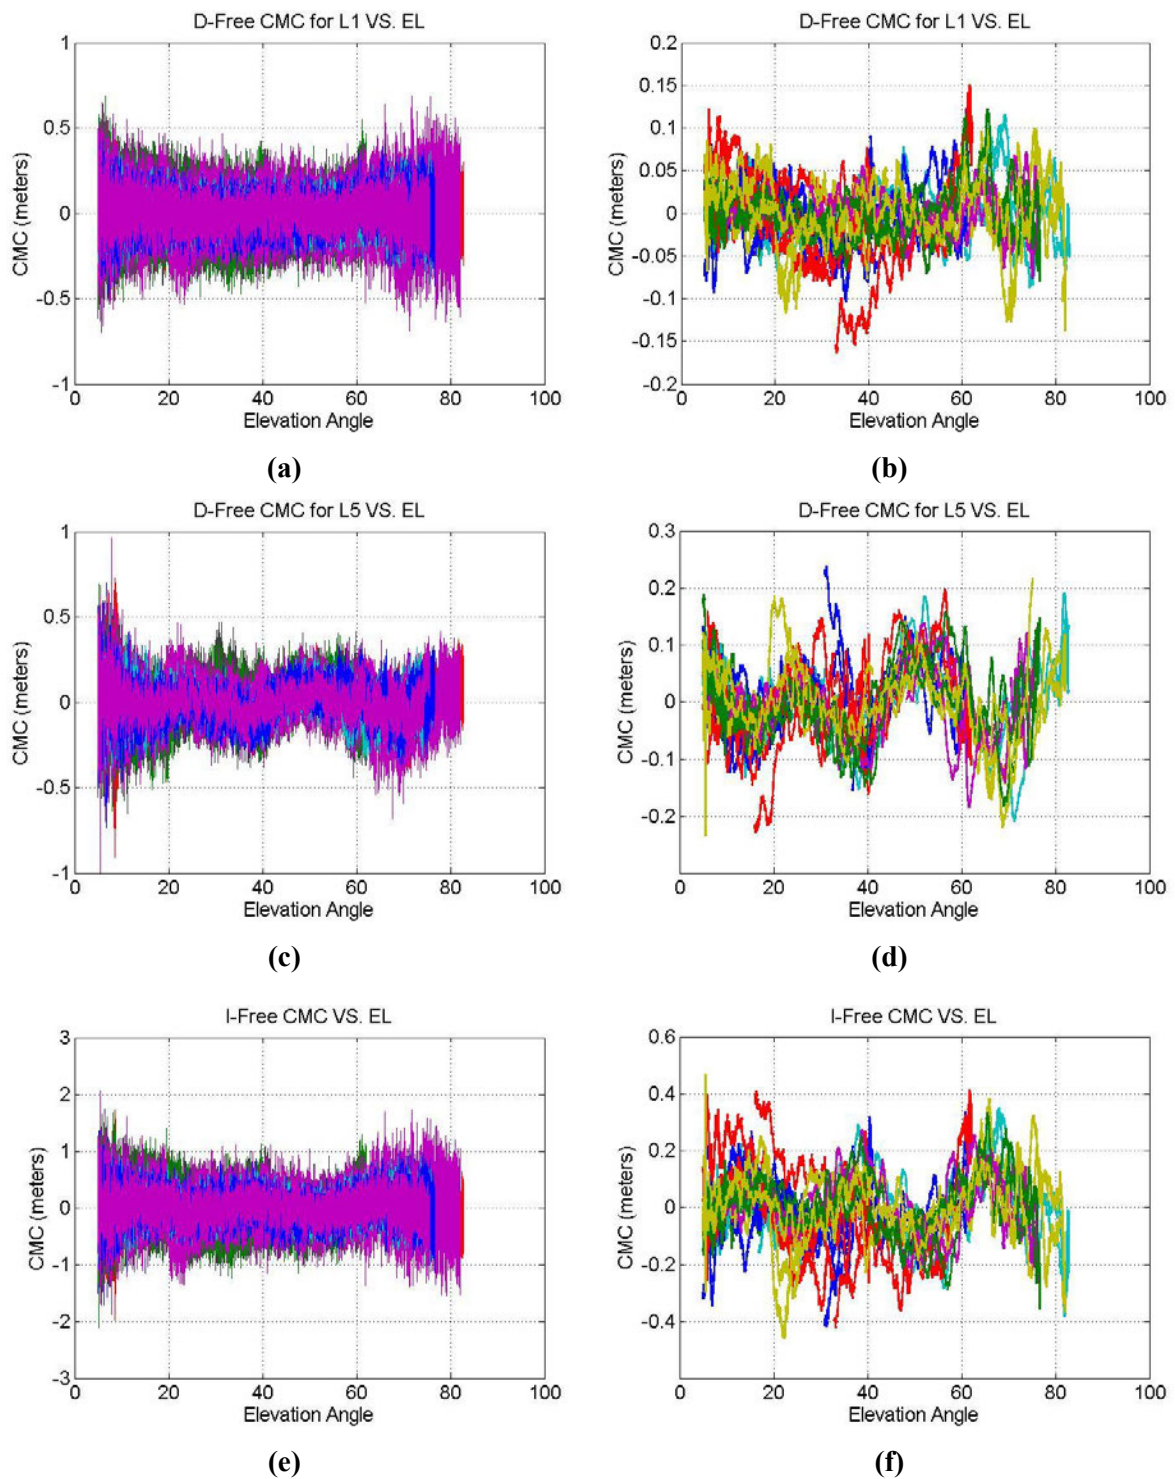 D-Free CMC for L1 VS. EL
1
0.5
0
-0.5
-1
CMC (meters)
0 20 40 60 80 100
Elevation Angle
(a)
D-Free CMC for L1 VS. EL
0.2
0.15
0.1
0.05
0
-0.05
-0.1
-0.15
-0.2
CMC (meters)
0 20 40 60 80 100
Elevation Angle
(b)
D-Free CMC for L5 VS. EL
1
0.5
0
-0.5
-1
CMC (meters)
0 20 40 60 80 100
Elevation Angle
(c)
D-Free CMC for L5 VS. EL
0.3
0.2
0.1
0
-0.1
-0.2
CMC (meters)
0 20 40 60 80 100
Elevation Angle
(d)
I-Free CMC VS. EL
3
2
1
0
-1
-2
-3
CMC (meters)
0 20 40 60 80 100
Elevation Angle
(e)
I-Free CMC VS. EL
0.6
0.4
0.2
0
-0.2
-0.4
CMC (meters)
0 20 40 60 80 100
Elevation Angle
(f)